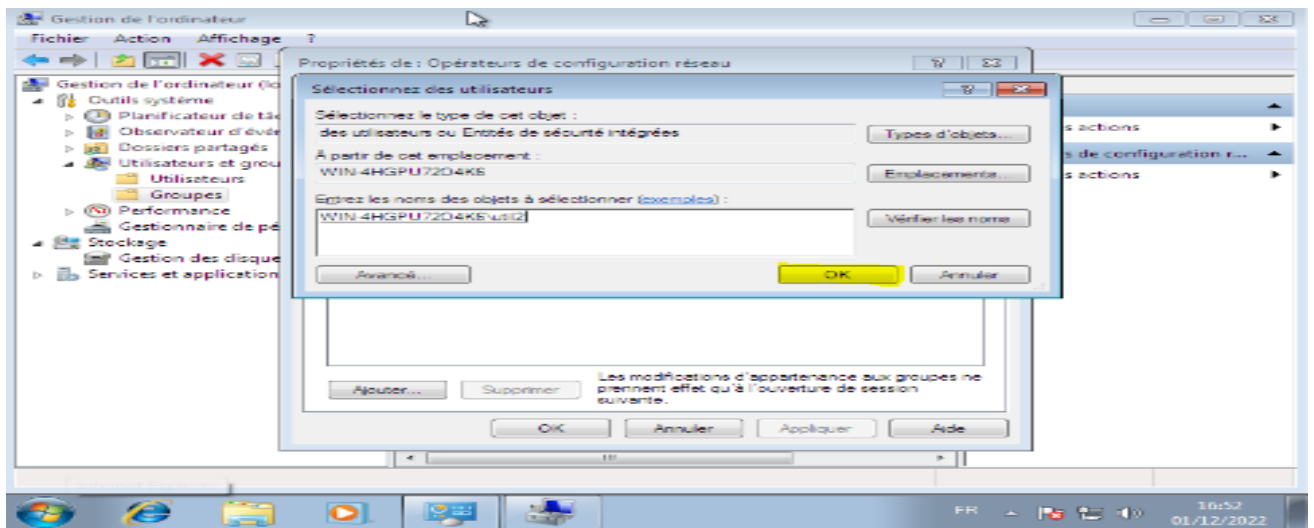 Gestion de l'ordinateur
Fichier Action Affichage ?
Propriétés de : Opérateurs de configuration réseau
Gestion de l'ordinateur (lo
Outils système
Planificateur de tâc
Observateur d'évén
Dossiers partagés
Utilisateurs et grou
Utilisateurs
Groupes
Performance
Gestionnaire de pé
Stockage
Gestion des disque
Services et application
Sélectionnez des utilisateurs
Sélectionnez le type de cet objet :
des utilisateurs ou Entités de sécurité intégrées
Types d'objets...
À partir de cet emplacement :
WIN-4HGPU72O4K6
Emplacements...
Entrez les noms des objets à sélectionner (exemples) :
WIN-4HGPU72O4K6\util2
Vérifier les noms
Avancé...
OK
Annuler
s actions
s de configuration r...
s actions
Ajouter...
Supprimer
Les modifications d'appartenance aux groupes ne
prennent effet qu'à l'ouverture de session
suivante.
OK
Annuler
Appliquer
Aide
FR
16:52
01/12/2022